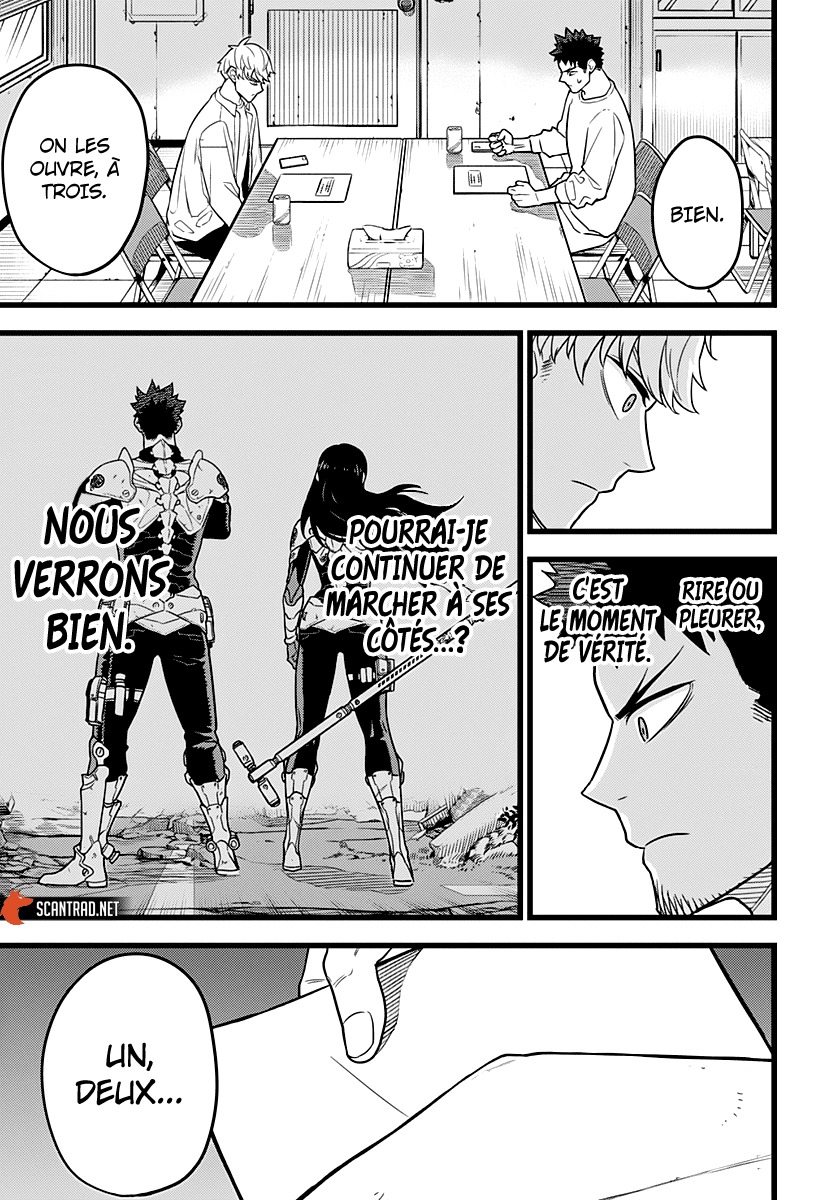 BIEN.
ON LES
OUVRE, À
TROIS.
RIRE OU
PLEURER,
C'EST
LE MOMENT
DE VÉRITÉ.
POURRAI-JE
CONTINUER DE
MARCHER À SES
CÔTÉS...?
NOUS
VERRONS
BIEN.
SCANTRAD.NET
UN,
DEUX...